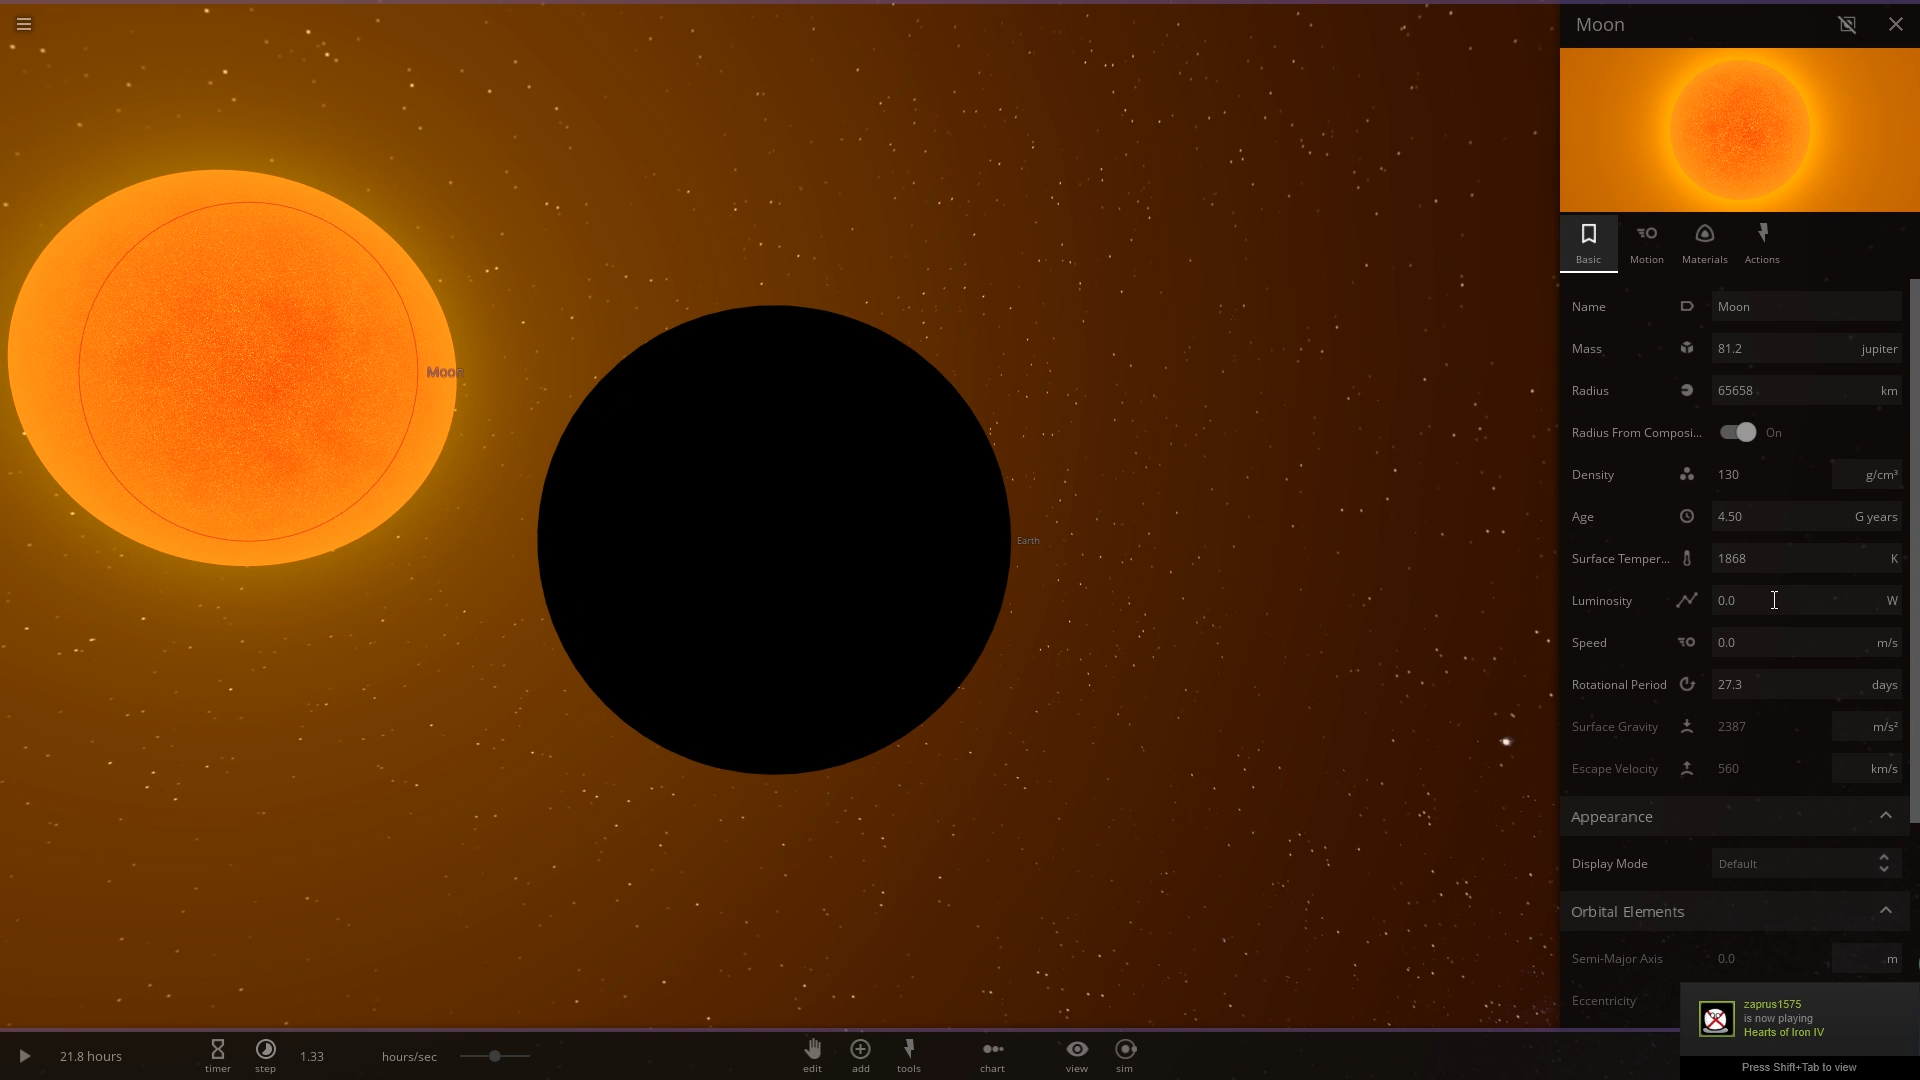 Moon
Basic
Motion
Materials
Actions
Name Moon
Mass 81.2 jupiter
Radius 65658 km
Radius From Composi... On
Density 130 g/cm³
Age 4.50 G years
Surface Temper... 1868 K
Luminosity 0.0 W
Speed 0.0 m/s
Rotational Period 27.3 days
Surface Gravity 2387 m/s²
Escape Velocity 560 km/s
Appearance
Display Mode Default
Orbital Elements
Semi-Major Axis 0.0 m
Eccentricity
zaprus1575
is now playing
Hearts of Iron IV
Press Shift+Tab to view
Moon
Earth
21.8 hours
timer
step
1.33 hours/sec
edit
add
tools
chart
view
sim